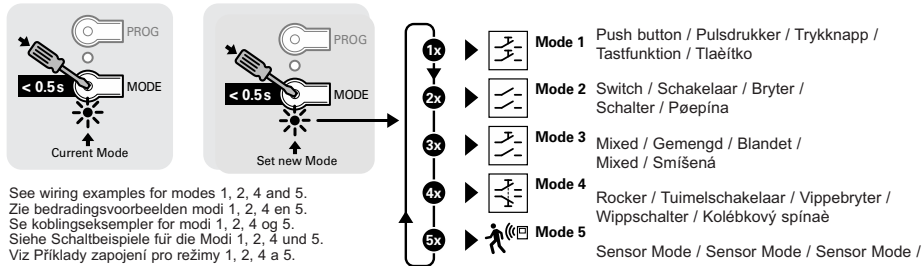 PROG
MODE
< 0.5 s
Current Mode
PROG
MODE
< 0.5 s
Set new Mode
1x Mode 1 Push button / Pulsdrukker / Trykknapp /
Tastfunktion / Tlaèítko
2x Mode 2 Switch / Schakelaar / Bryter /
Schalter / Pøepína
3x Mode 3 Mixed / Gemengd / Blandet /
Mixed / Smíšená
4x Mode 4 Rocker / Tuimelschakelaar / Vippebryter /
Wippschalter / Kolébkový spínaè
5x Mode 5 Sensor Mode / Sensor Mode / Sensor Mode /
See wiring examples for modes 1, 2, 4 and 5.
Zie bedradingsvoorbeelden modi 1, 2, 4 en 5.
Se koblingseksempler for modi 1, 2, 4 og 5.
Siehe Schaltbeispiele für die Modi 1, 2, 4 und 5.
Viz Příklady zapojení pro režimy 1, 2, 4 a 5.